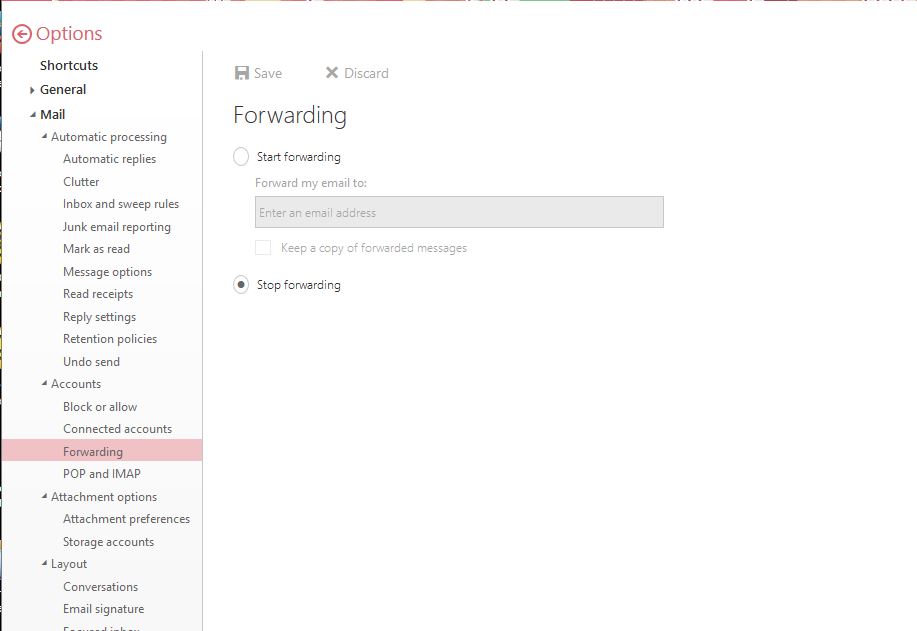 Options
Shortcuts
General
Mail
Automatic processing
Automatic replies
Clutter
Inbox and sweep rules
Junk email reporting
Mark as read
Message options
Read receipts
Reply settings
Retention policies
Undo send
Accounts
Block or allow
Connected accounts
Forwarding
POP and IMAP
Attachment options
Attachment preferences
Storage accounts
Layout
Conversations
Email signature
Focused inbox
Save Discard
Forwarding
Start forwarding
Forward my email to:
Enter an email address
Keep a copy of forwarded messages
Stop forwarding